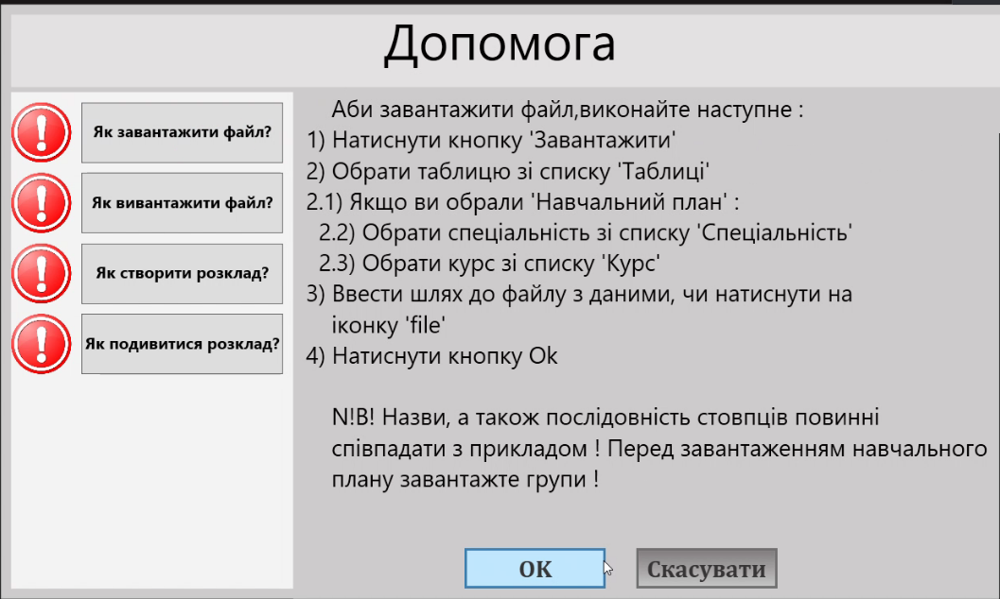 Допомога
Як завантажити файл?
Як вивантажити файл?
Як створити розклад?
Як подивитися розклад?
Аби завантажити файл,виконайте наступне :
1) Натиснути кнопку 'Завантажити'
2) Обрати таблицю зі списку 'Таблиці'
2.1) Якщо ви обрали 'Навчальний план' :
2.2) Обрати спеціальність зі списку 'Спеціальність'
2.3) Обрати курс зі списку 'Курс'
3) Ввести шлях до файлу з даними, чи натиснути на
іконку 'file'
4) Натиснути кнопку Ok
N!B! Назви, а також послідовність стовпців повинні
співпадати з прикладом ! Перед завантаженням навчального
плану завантажте групи !
ОК
Скасувати